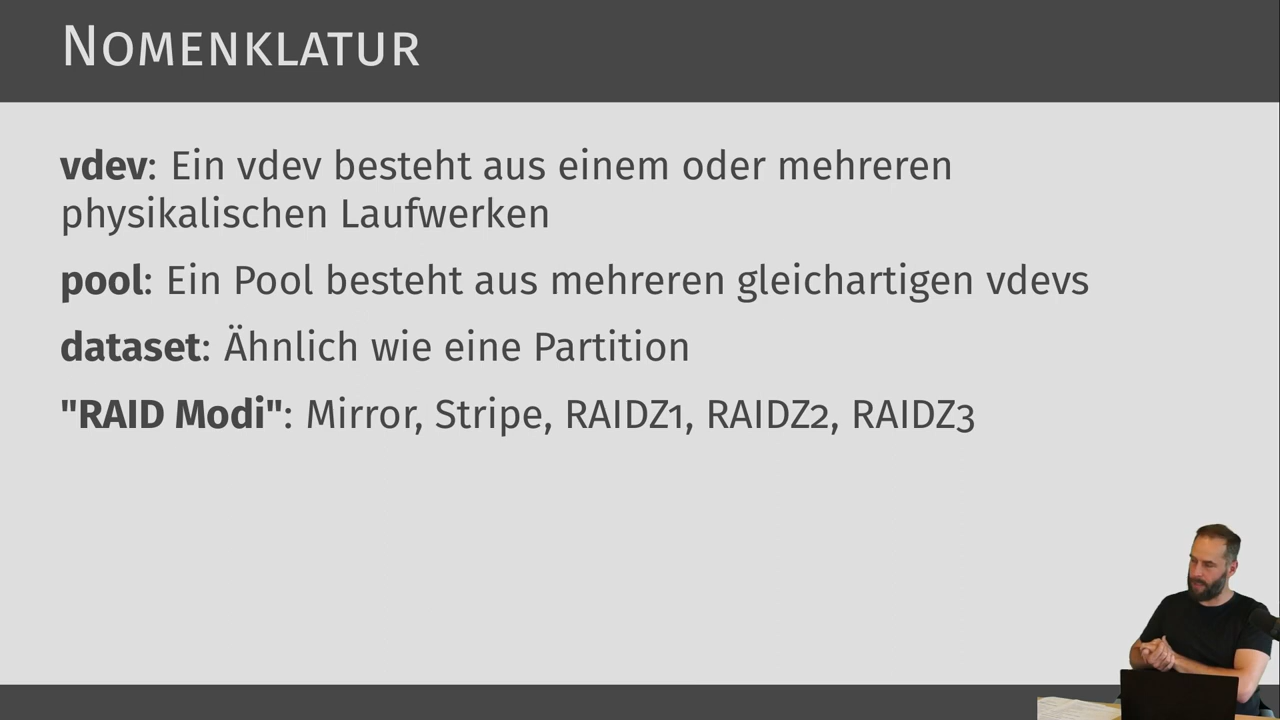 NOMENKLATUR
vdev: Ein vdev besteht aus einem oder mehreren
physikalischen Laufwerken
pool: Ein Pool besteht aus mehreren gleichartigen vdevs
dataset: Ähnlich wie eine Partition
"RAID Modi": Mirror, Stripe, RAIDZ1, RAIDZ2, RAIDZ3